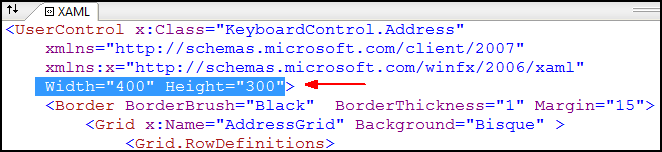 XAML
<UserControl x:Class="KeyboardControl.Address"
xmlns="http://schemas.microsoft.com/client/2007"
xmlns:x="http://schemas.microsoft.com/winfx/2006/xaml"
Width="400" Height="300">
<Border BorderBrush="Black"  BorderThickness="1" Margin="15">
<Grid x:Name="AddressGrid" Background="Bisque" >
<Grid.RowDefinitions>